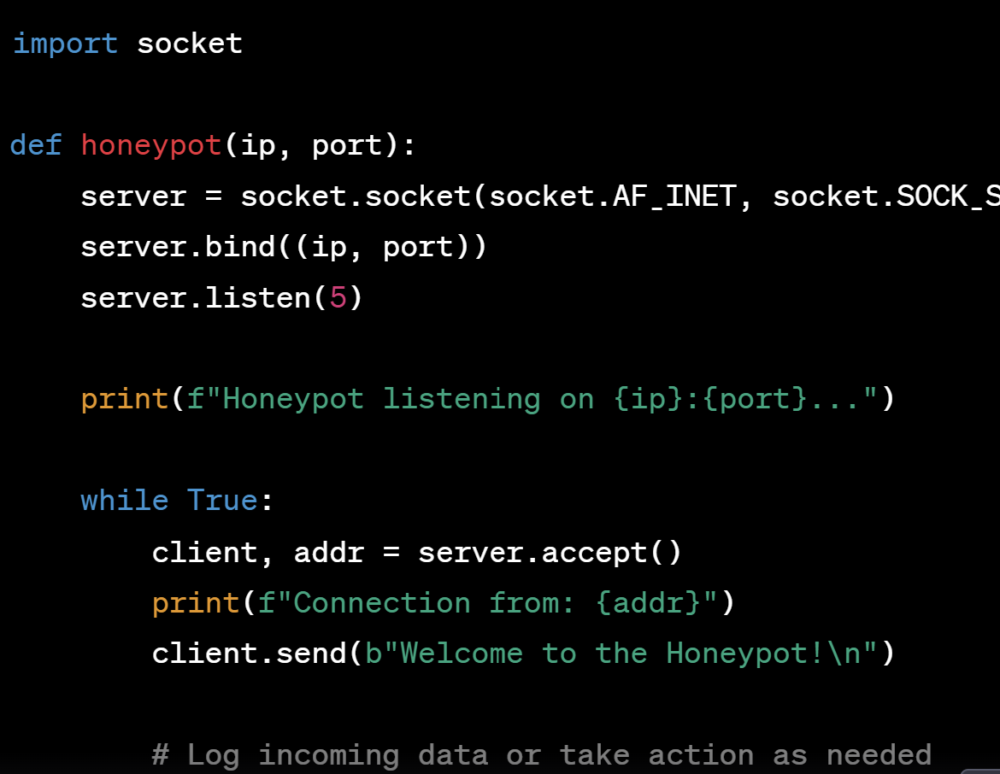 import socket
def honeypot(ip, port):
    server = socket.socket(socket.AF_INET, socket.SOCK_S
    server.bind((ip, port))
    server.listen(5)
    print(f"Honeypot listening on {ip}:{port}...")
    while True:
        client, addr = server.accept()
        print(f"Connection from: {addr}")
        client.send(b"Welcome to the Honeypot!\n")
        # Log incoming data or take action as needed